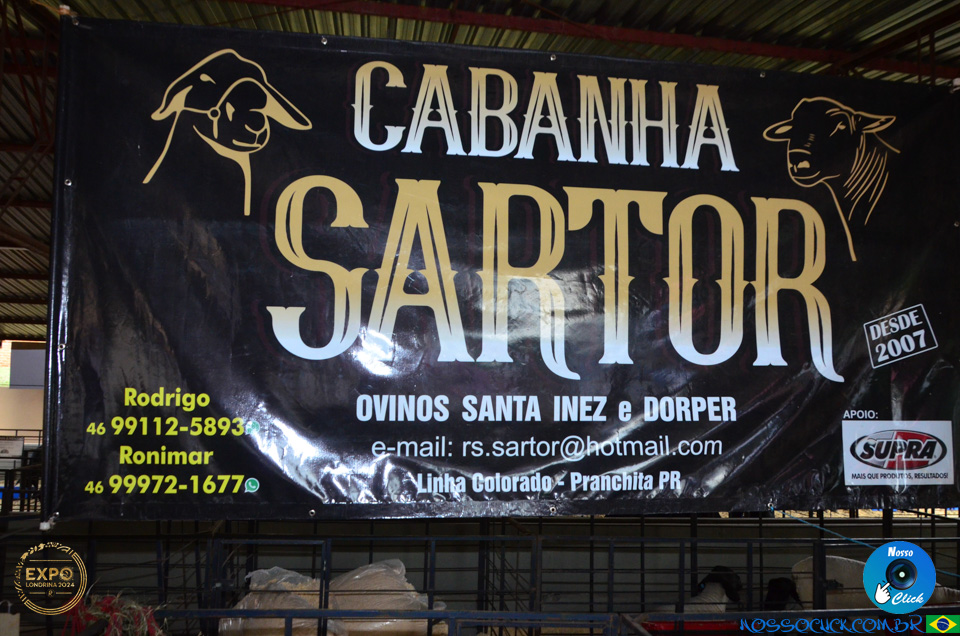 CABANHA
SARTOR
DESDE
2007
OVINOS SANTA INEZ e DORPER
e-mail: rs.sartor@hotmail.com
Linha Colorado - Pranchita PR
Rodrigo
46 99112-5893
Ronimar
46 99972-1677
APOIO:
SUPRA
MAIS QUE PRODUTOS, RESULTADOS!
EXPO
LONDRINA 2024
Nosso
Click
NOSSOCLICK.COM.BR